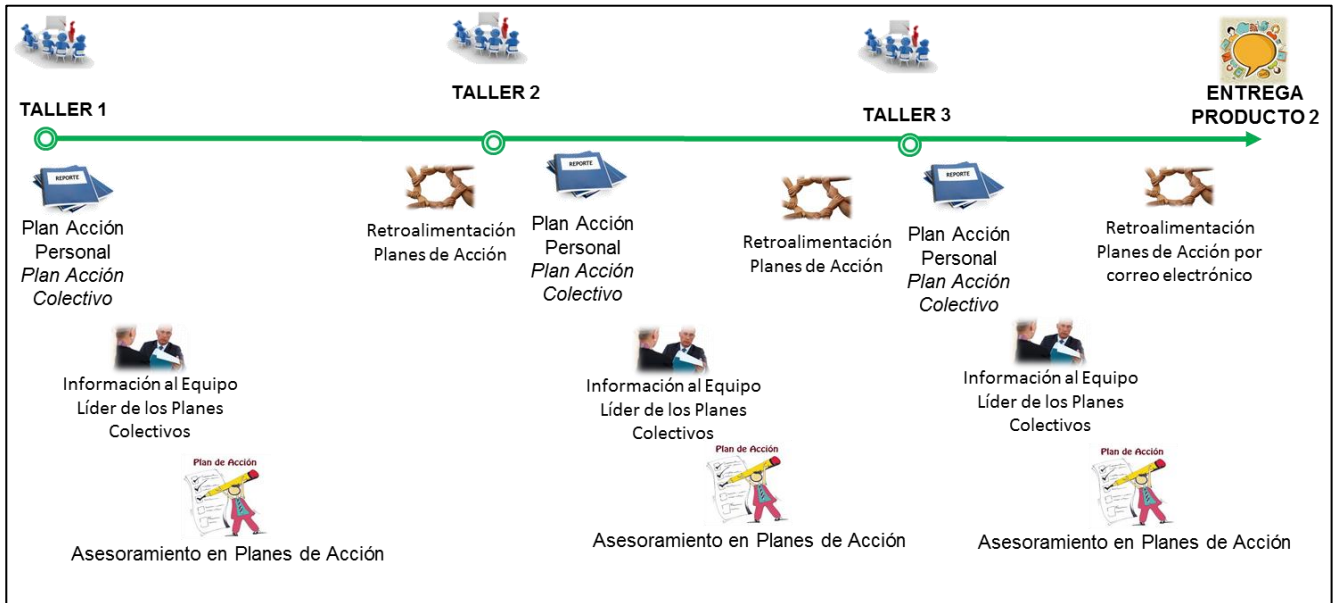 TALLER 1
TALLER 2
TALLER 3
ENTREGA
PRODUCTO 2
REPORTE
Plan Acción
Personal
Plan Acción
Colectivo
Retroalimentación
Planes de Acción
REPORTE
Plan Acción
Personal
Plan Acción
Colectivo
Retroalimentación
Planes de Acción
REPORTE
Plan Acción
Personal
Plan Acción
Colectivo
Retroalimentación
Planes de Acción por
correo electrónico
Información al Equipo
Líder de los Planes
Colectivos
Información al Equipo
Líder de los Planes
Colectivos
Información al Equipo
Líder de los Planes
Colectivos
Plan de Acción
Asesoramiento en Planes de Acción
Plan de Acción
Asesoramiento en Planes de Acción
Plan de Acción
Asesoramiento en Planes de Acción